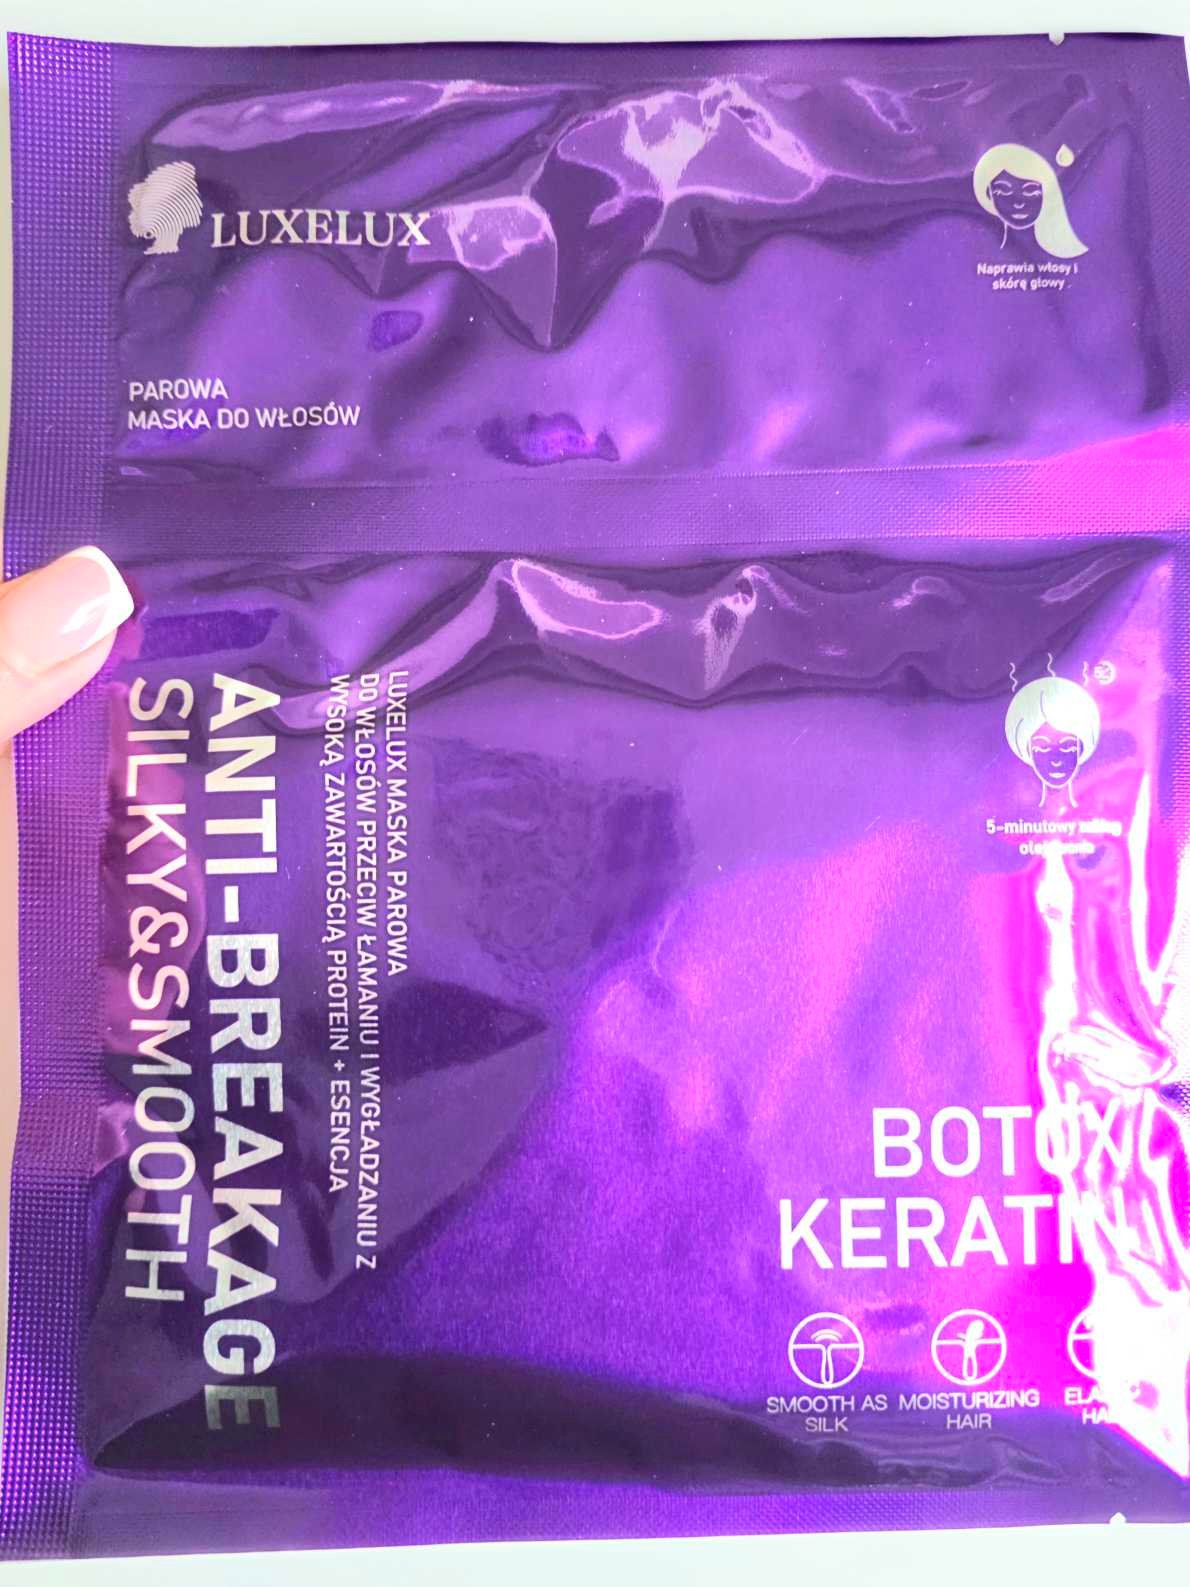 LUXELUX
Naprawia włosy i
skórę głowy
PAROWA
MASKA DO WŁOSÓW
LUXELUX MASKA PAROWA
DO WŁOSÓW PRZECIW ŁAMANIU I WYGŁADZANIU Z
WYSOKĄ ZAWARTOŚCIĄ PROTEIN + ESENCJA
ANTI-BREAKAGE
SILKY&SMOOTH
5-minutowy
BOTOX
KERATIN
SMOOTH AS
SILK
MOISTURIZING
HAIR